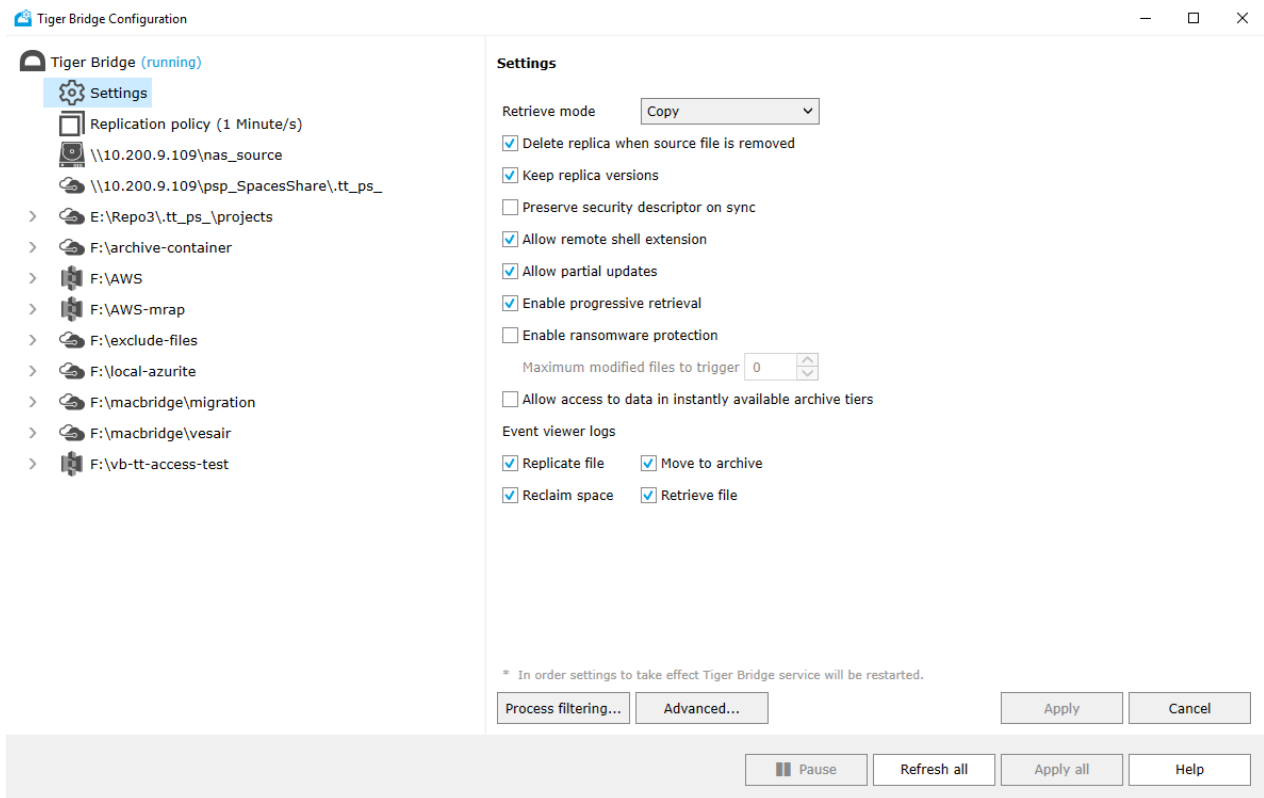 Tiger Bridge Configuration
Tiger Bridge (running)
Settings
Replication policy (1 Minute/s)
\\10.200.9.109\nas_source
\\10.200.9.109\psp_SpacesShare\.tt_ps_
E:\Repo3\.tt_ps_\projects
F:\archive-container
F:\AWS
F:\AWS-mrap
F:\exclude-files
F:\local-azurite
F:\macbridge\migration
F:\macbridge\vesair
F:\vb-tt-access-test
Settings
Retrieve mode Copy
Delete replica when source file is removed
Keep replica versions
Preserve security descriptor on sync
Allow remote shell extension
Allow partial updates
Enable progressive retrieval
Enable ransomware protection
Maximum modified files to trigger 0
Allow access to data in instantly available archive tiers
Event viewer logs
Replicate file Move to archive
Reclaim space Retrieve file
* In order settings to take effect Tiger Bridge service will be restarted.
Process filtering... Advanced... Apply Cancel
Pause Refresh all Apply all Help